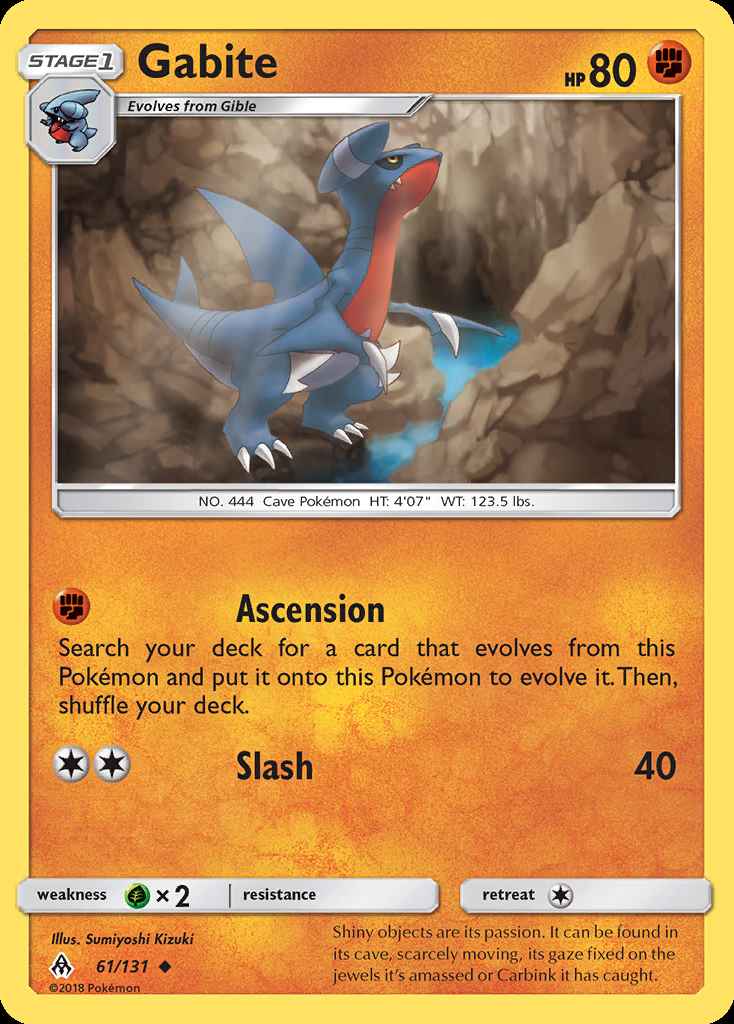 STAGE 1
Gabite
HP 80
Evolves from Gible
NO. 444 Cave Pokémon HT: 4'07" WT: 123.5 lbs.
Ascension
Search your deck for a card that evolves from this
Pokémon and put it onto this Pokémon to evolve it. Then,
shuffle your deck.
Slash 40
weakness ×2 resistance retreat
Illus. Sumiyoshi Kizuki
61/131
©2018 Pokémon
Shiny objects are its passion. It can be found in
its cave, scarcely moving, its gaze fixed on the
jewels it's amassed or Carbink it has caught.